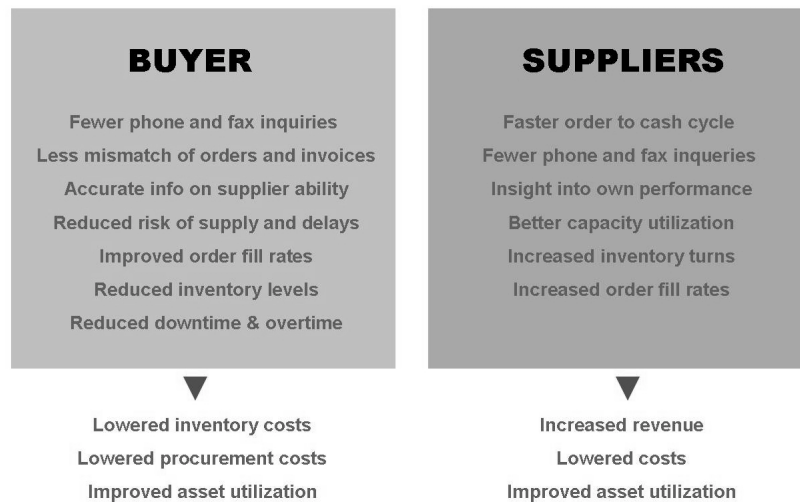 BUYER
Fewer phone and fax inquiries
Less mismatch of orders and invoices
Accurate info on supplier ability
Reduced risk of supply and delays
Improved order fill rates
Reduced inventory levels
Reduced downtime & overtime
Lowered inventory costs
Lowered procurement costs
Improved asset utilization
SUPPLIERS
Faster order to cash cycle
Fewer phone and fax inqueries
Insight into own performance
Better capacity utilization
Increased inventory turns
Increased order fill rates
Increased revenue
Lowered costs
Improved asset utilization